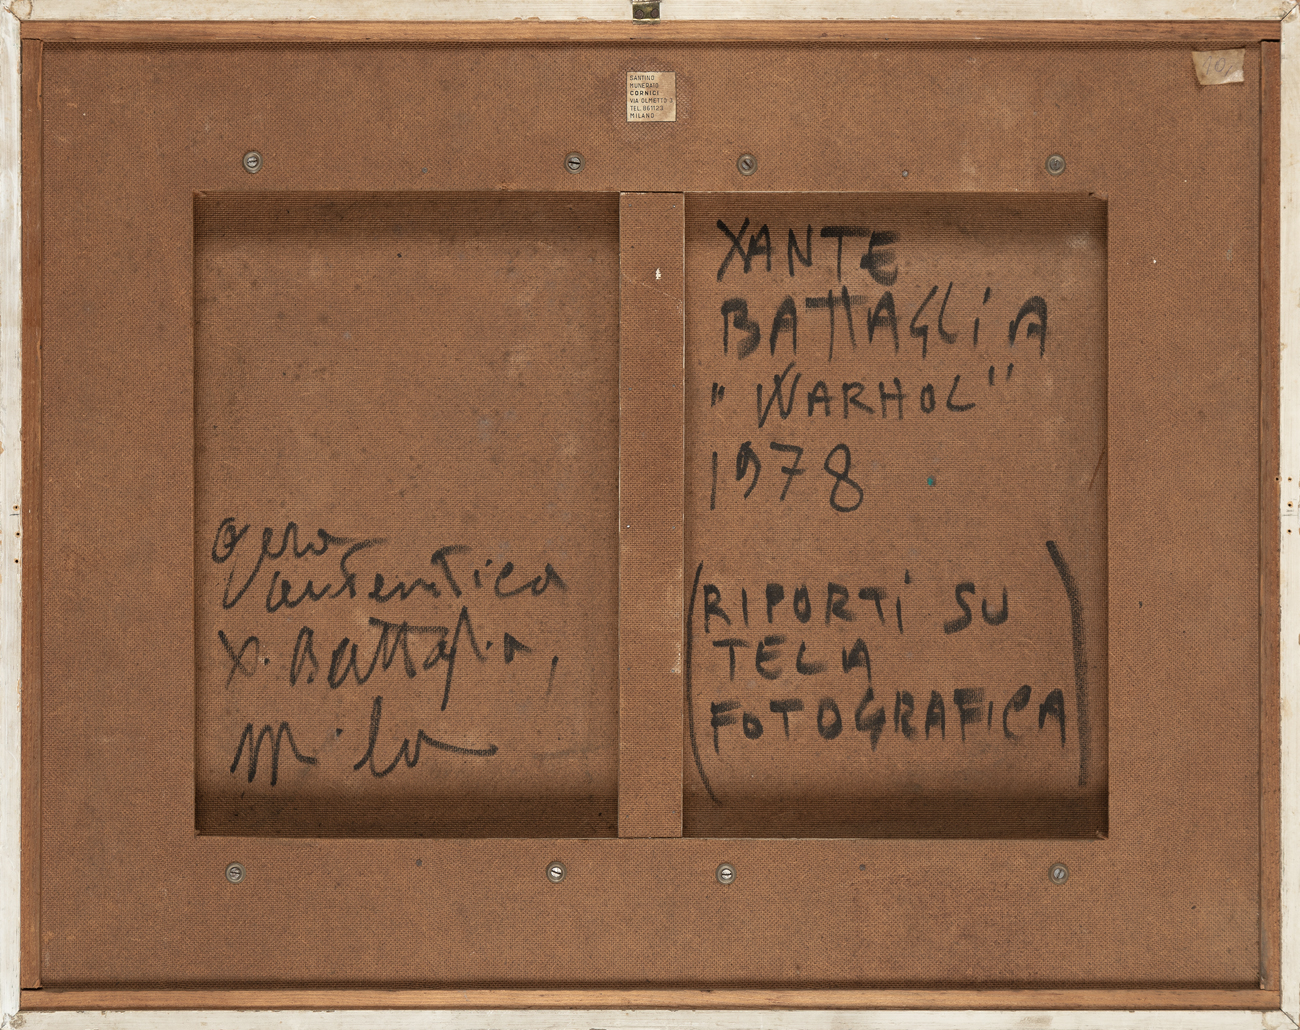 SANTINO
MUNERATO
CORNICI
VIA OLMETTO 3
TEL. 861123
MILANO
XANTE
BATTAGLIA
"WARHOL"
1978
(RIPORTI SU
TELA
FOTOGRAFICA)
opera
autentica
X. Battaglia,
Milano